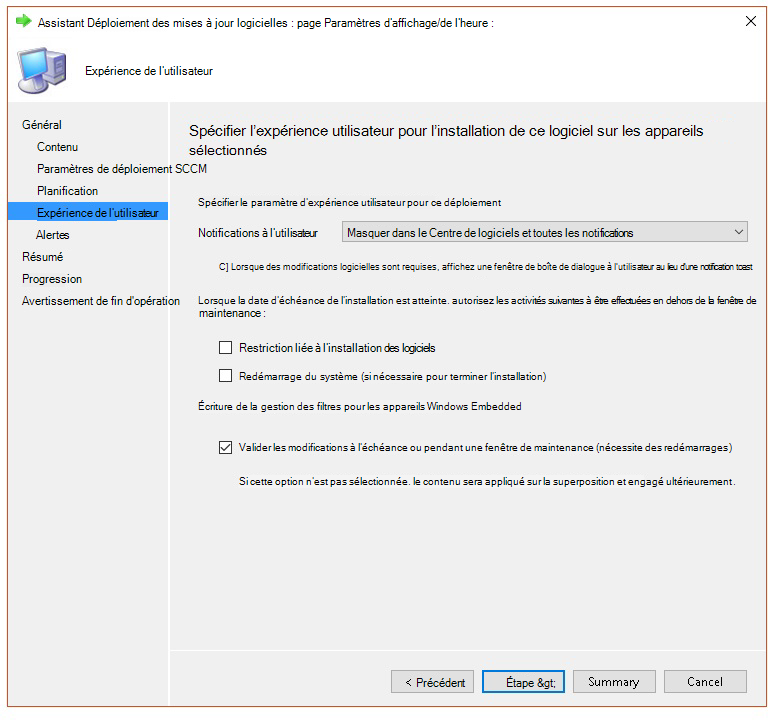 Assistant Déploiement des mises à jour logicielles : page Paramètres d'affichage/de l'heure :
Expérience de l'utilisateur
Général
Contenu
Paramètres de déploiement SCCM
Planification
Expérience de l'utilisateur
Alertes
Résumé
Progression
Avertissement de fin d'opération
Spécifier l'expérience utilisateur pour l'installation de ce logiciel sur les appareils
sélectionnés
Spécifier le paramètre d'expérience utilisateur pour ce déploiement
Notifications à l'utilisateur
Masquer dans le Centre de logiciels et toutes les notifications
C] Lorsque des modifications logicielles sont requises, affichez une fenêtre de boîte de dialogue à l'utilisateur au lieu d'une notification toast
Lorsque la date d'échéance de l'installation est atteinte. autorisez les activités suivantes à être effectuées en dehors de la fenêtre de
maintenance :
Restriction liée à l'installation des logiciels
Redémarrage du système (si nécessaire pour terminer l'installation)
Écriture de la gestion des filtres pour les appareils Windows Embedded
Valider les modifications à l'échéance ou pendant une fenêtre de maintenance (nécessite des redémarrages)
Si cette option n'est pas sélectionnée. le contenu sera appliqué sur la superposition et engagé ultérieurement.
< Précédent
Étape &gt;
Summary
Cancel